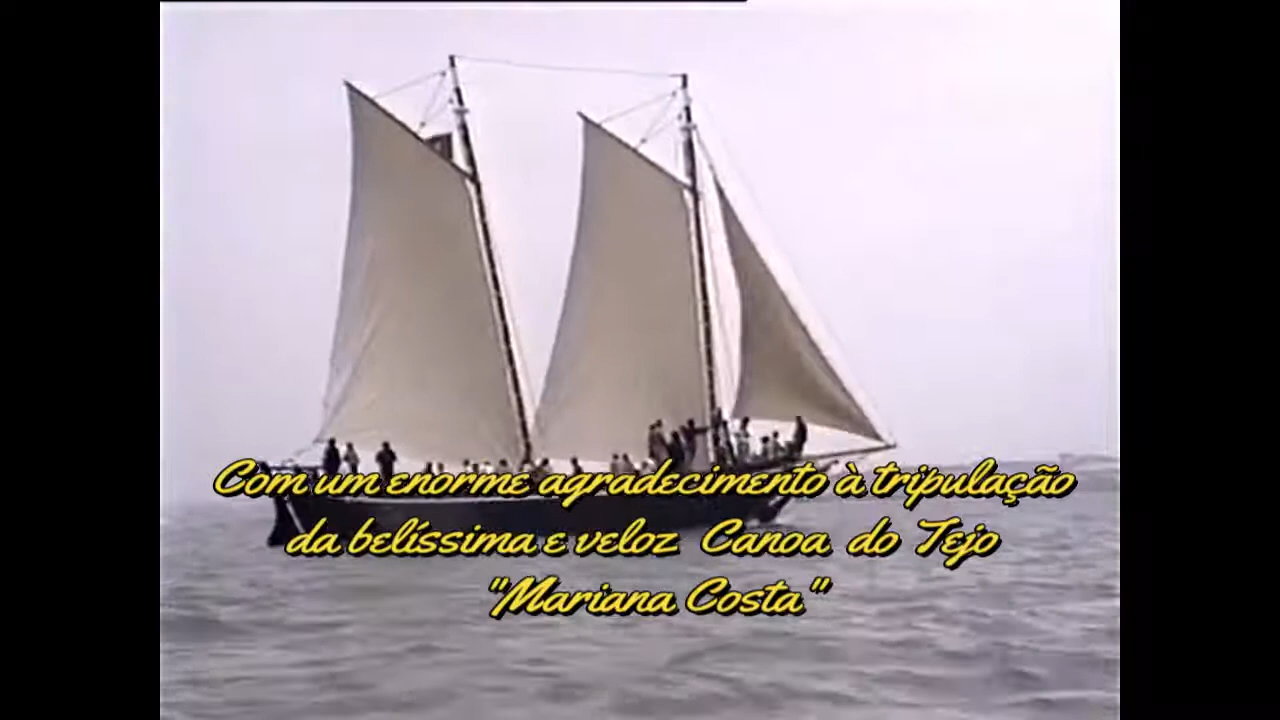 Com um enorme agradecimento à tripulação
da belíssima e veloz Canoa do Tejo
"Mariana Costa"